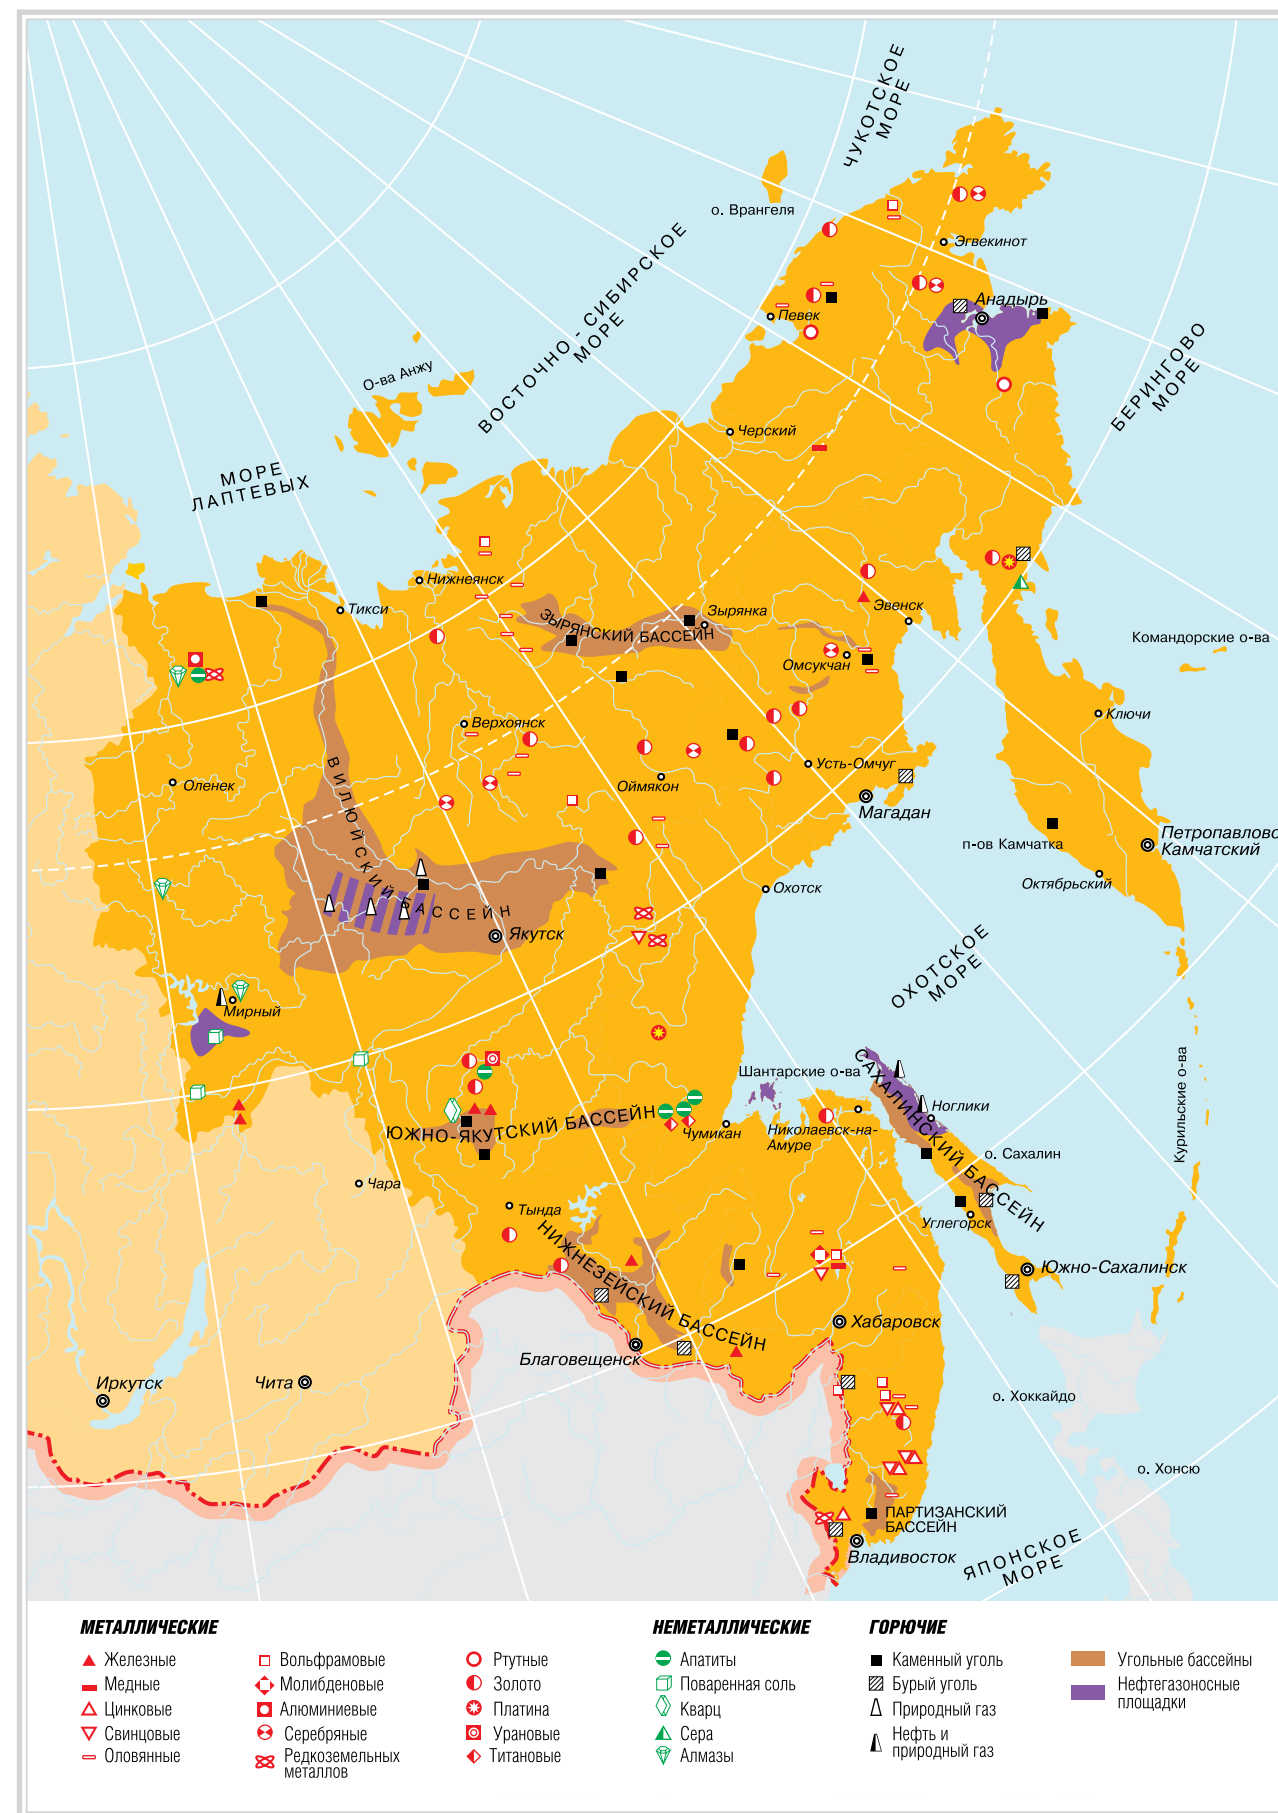 ЧУКОТСКОЕ
МОРЕ
о. Врангеля
Эгвекинот
ВОСТОЧНО - СИБИРСКОЕ
МОРЕ
Анадырь
Певек
БЕРИНГОВО
МОРЕ
О-ва Анжу
Черский
МОРЕ
ЛАПТЕВЫХ
Нижнеянск
Тикси
ЗЫРЯНСКИЙ БАССЕЙН
Зырянка
Эвенск
Командорские о-ва
Омсукчан
Ключи
Верхоянск
Оленек
Оймякон
Усть-Омчуг
Магадан
Петропавловс
Камчатский
п-ов Камчатка
Октябрьский
ВИЛЮЙСКИЙ БАССЕЙН
Охотск
Якутск
ОХОТСКОЕ
МОРЕ
Мирный
Шантарские о-ва
САХАЛИНСКИЙ БАССЕЙН
Ноглики
Курильские о-ва
ЮЖНО-ЯКУТСКИЙ БАССЕЙН
Чумикан
Николаевск-на-
Амуре
о. Сахалин
Чара
Тында
Углегорск
НИЖНЕЗЕЙСКИЙ БАССЕЙН
Южно-Сахалинск
Хабаровск
Благовещенск
Иркутск
Чита
о. Хоккайдо
о. Хонсю
ПАРТИЗАНСКИЙ
БАССЕЙН
Владивосток
ЯПОНСКОЕ
МОРЕ
МЕТАЛЛИЧЕСКИЕ
Железные
Медные
Цинковые
Свинцовые
Оловянные
Вольфрамовые
Молибденовые
Алюминиевые
Серебряные
Редкоземельных
металлов
Ртутные
Золото
Платина
Урановые
Титановые
НЕМЕТАЛЛИЧЕСКИЕ
Апатиты
Поваренная соль
Кварц
Сера
Алмазы
ГОРЮЧИЕ
Каменный уголь
Бурый уголь
Природный газ
Нефть и
природный газ
Угольные бассейны
Нефтегазоносные
площадки